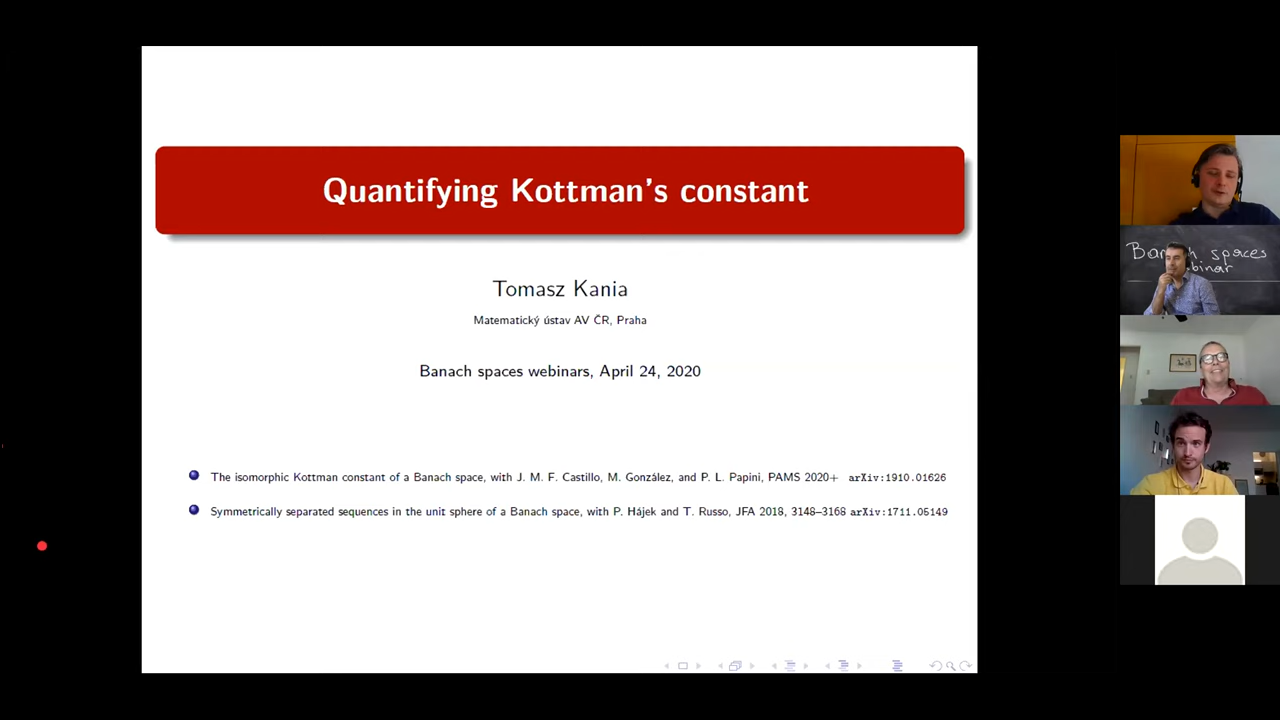 Quantifying Kottman's constant
Tomasz Kania
Matematický ústav AV ČR, Praha
Banach spaces webinars, April 24, 2020
The isomorphic Kottman constant of a Banach space, with J. M. F. Castillo, M. González, and P. L. Papini, PAMS 2020+ arXiv:1910.01626
Symmetrically separated sequences in the unit sphere of a Banach space, with P. Hájek and T. Russo, JFA 2018, 3148–3168 arXiv:1711.05149
spaces